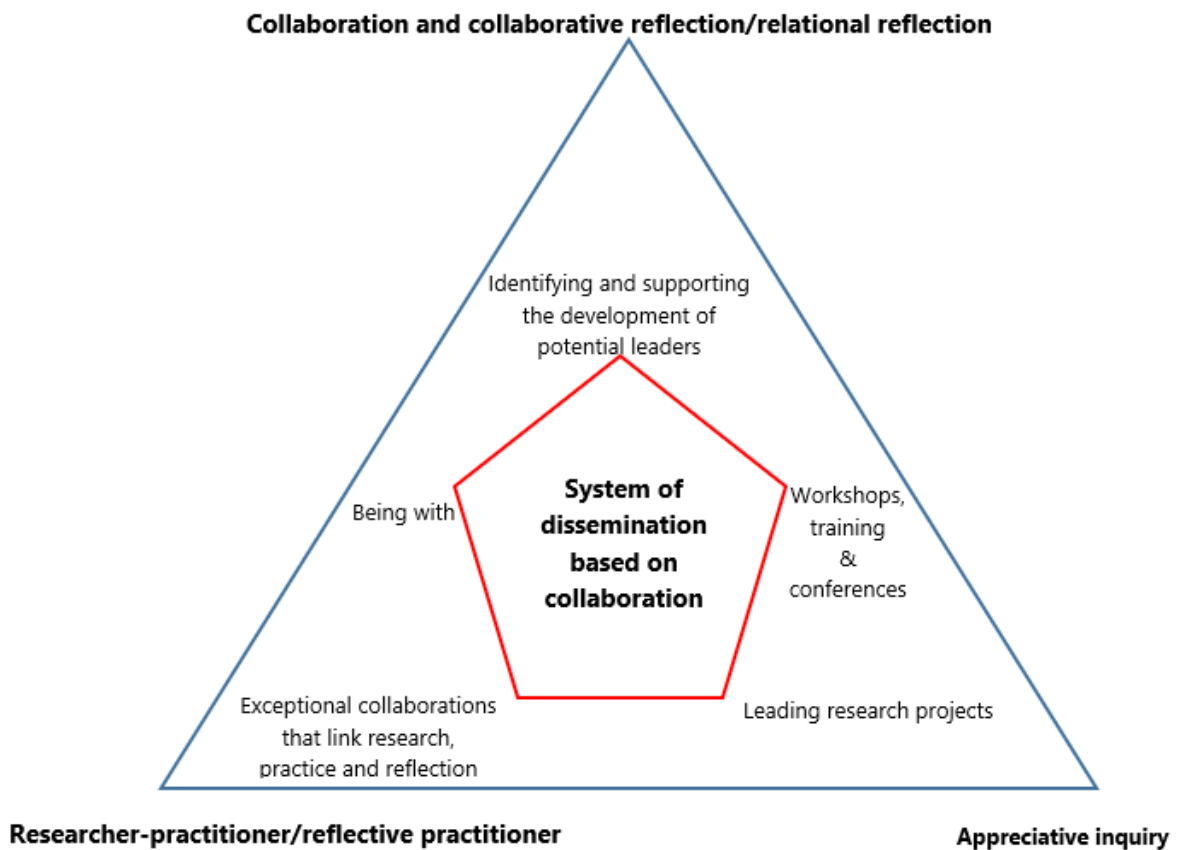 Collaboration and collaborative reflection/relational reflection
Identifying and supporting
the development of
potential leaders
System of
dissemination
based on
collaboration
Being with
Workshops,
training
&
conferences
Exceptional collaborations
that link research,
practice and reflection
Leading research projects
Researcher-practitioner/reflective practitioner
Appreciative inquiry